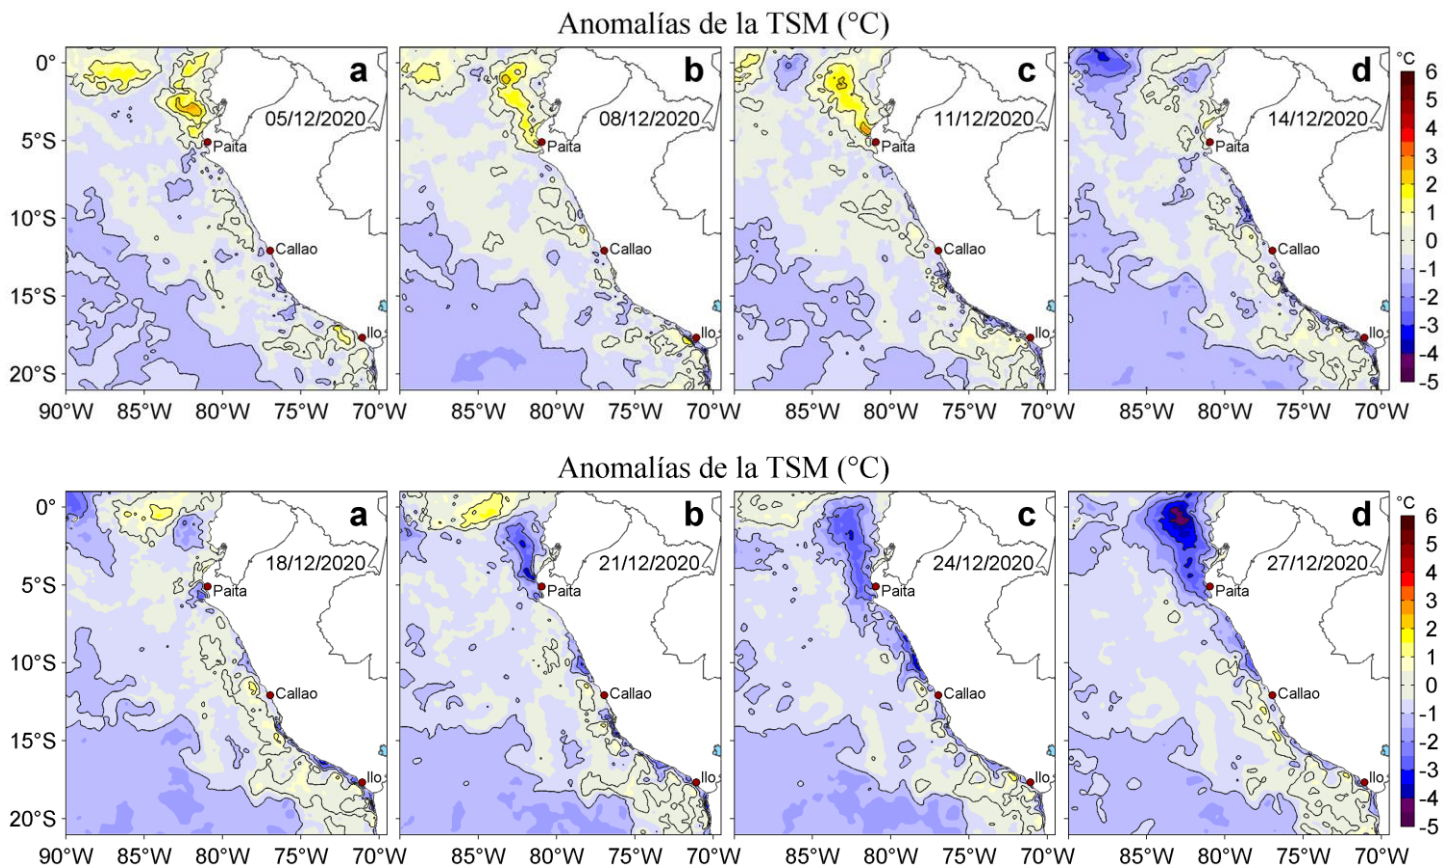 Anomalías de la TSM (°C)
a b c d °C
0° 6
5
05/12/2020 08/12/2020 11/12/2020 14/12/2020 4
5°S Paita Paita Paita Paita 3
2
10°S 1
Callao Callao Callao Callao 0
-1
15°S -2
Ilo Ilo Ilo Ilo -3
-4
20°S -5
90°W 85°W 80°W 75°W 70°W 85°W 80°W 75°W 70°W 85°W 80°W 75°W 70°W 85°W 80°W 75°W 70°W
Anomalías de la TSM (°C)
a b c d °C
0° 6
5
18/12/2020 21/12/2020 24/12/2020 27/12/2020 4
5°S Paita Paita Paita Paita 3
2
10°S 1
Callao Callao Callao Callao 0
-1
15°S -2
Ilo Ilo Ilo Ilo -3
-4
20°S -5
90°W 85°W 80°W 75°W 70°W 85°W 80°W 75°W 70°W 85°W 80°W 75°W 70°W 85°W 80°W 75°W 70°W